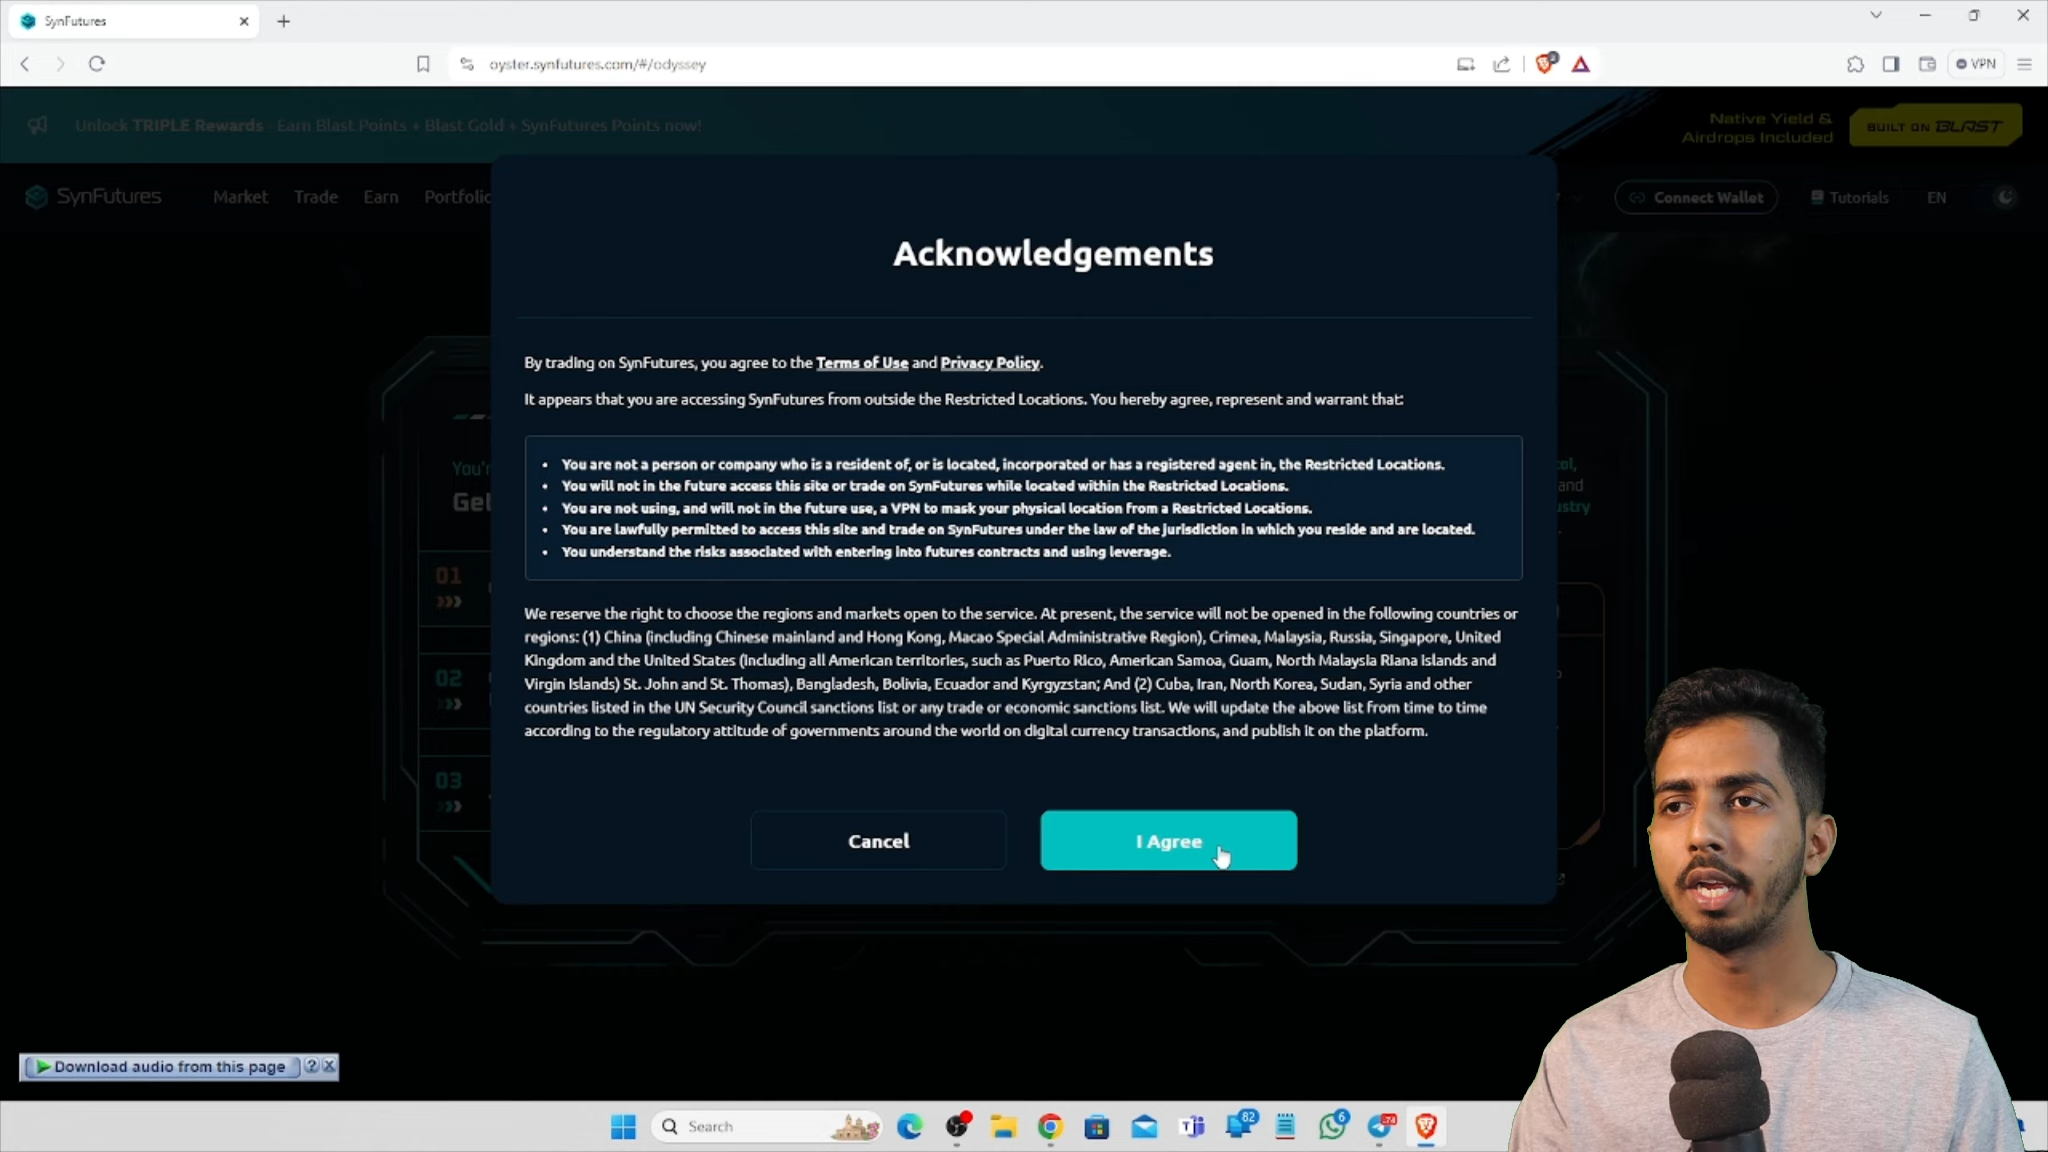 SynFutures
oyster.synfutures.com/#/odyssey
VPN
Unlock TRIPLE Rewards - Earn Blast Points + Blast Gold + SynFutures Points now!
Native Yield &
Airdrops Included
BUILT ON BLAST
SynFutures
Market
Trade
Earn
Portfolio
Connect Wallet
Tutorials
EN
Acknowledgements
By trading on SynFutures, you agree to the Terms of Use and Privacy Policy.
It appears that you are accessing SynFutures from outside the Restricted Locations. You hereby agree, represent and warrant that:
• You are not a person or company who is a resident of, or is located, incorporated or has a registered agent in, the Restricted Locations.
• You will not in the future access this site or trade on SynFutures while located within the Restricted Locations.
• You are not using, and will not in the future use, a VPN to mask your physical location from a Restricted Locations.
• You are lawfully permitted to access this site and trade on SynFutures under the law of the jurisdiction in which you reside and are located.
• You understand the risks associated with entering into futures contracts and using leverage.
We reserve the right to choose the regions and markets open to the service. At present, the service will not be opened in the following countries or
regions: (1) China (including Chinese mainland and Hong Kong, Macao Special Administrative Region), Crimea, Malaysia, Russia, Singapore, United
Kingdom and the United States (including all American territories, such as Puerto Rico, American Samoa, Guam, North Malaysia Riana Islands and
Virgin Islands) St. John and St. Thomas), Bangladesh, Bolivia, Ecuador and Kyrgyzstan; And (2) Cuba, Iran, North Korea, Sudan, Syria and other
countries listed in the UN Security Council sanctions list or any trade or economic sanctions list. We will update the above list from time to time
according to the regulatory attitude of governments around the world on digital currency transactions, and publish it on the platform.
Cancel
I Agree
You'r
Get
01
02
03
col,
and
ustry
Download audio from this page
Search
82
6